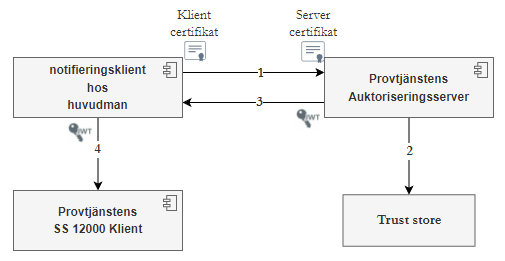 Klient
certifikat
Server
certifikat
notifieringsklient
hos
huvudman
1
Provtjänstens
Auktoriseringsserver
3
JWT
JWT
4
2
Provtjänstens
SS 12000 Klient
Trust store